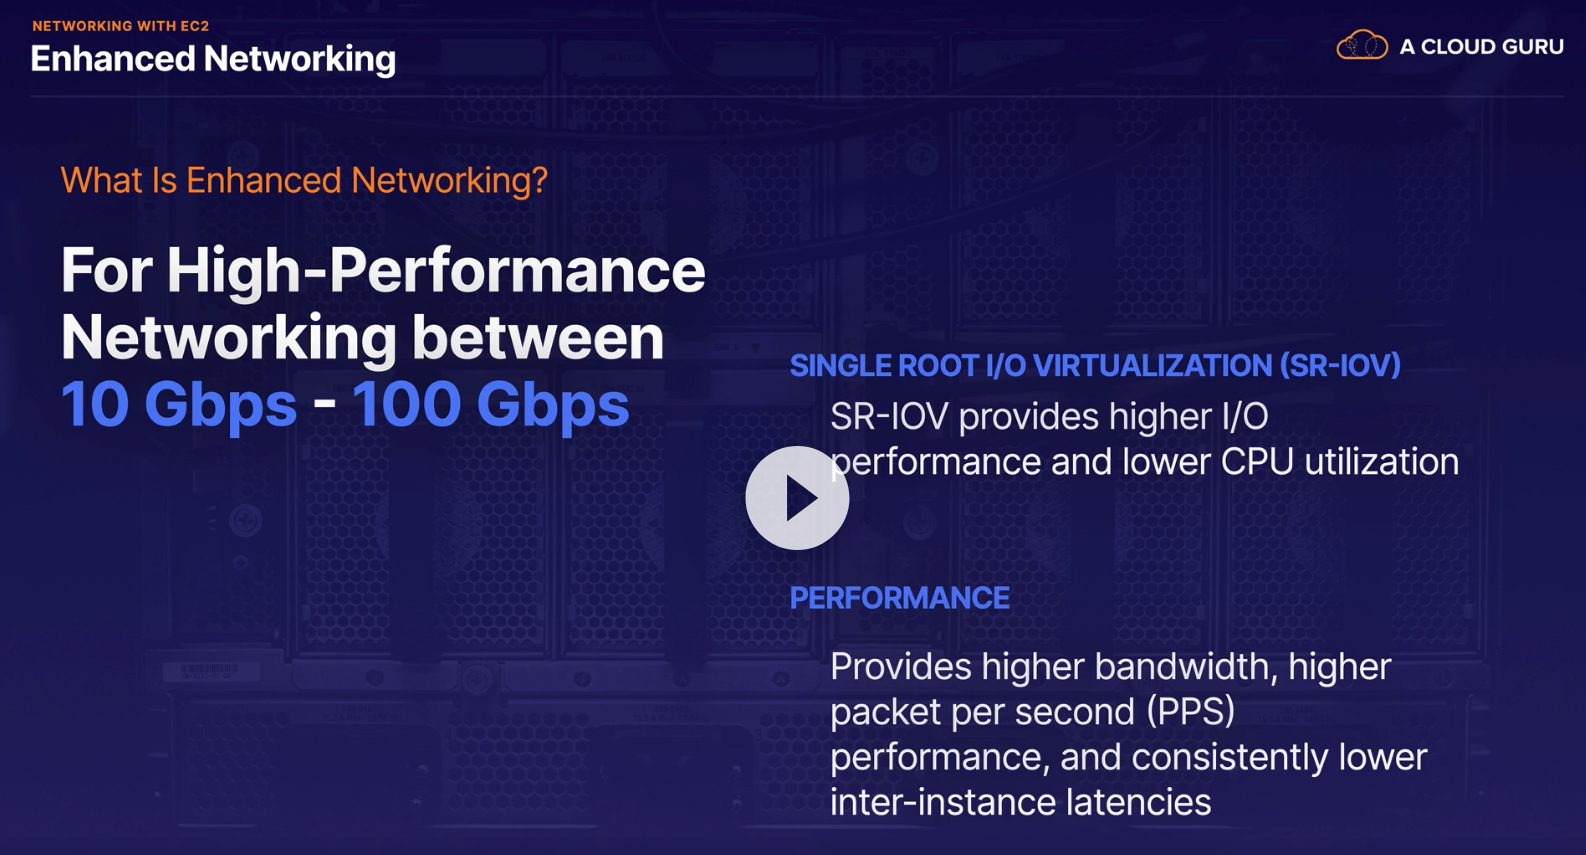 NETWORKING WITH EC2
Enhanced Networking
A CLOUD GURU
What Is Enhanced Networking?
For High-Performance
Networking between
10 Gbps - 100 Gbps
SINGLE ROOT I/O VIRTUALIZATION (SR-IOV)
SR-IOV provides higher I/O
performance and lower CPU utilization
PERFORMANCE
Provides higher bandwidth, higher
packet per second (PPS)
performance, and consistently lower
inter-instance latencies